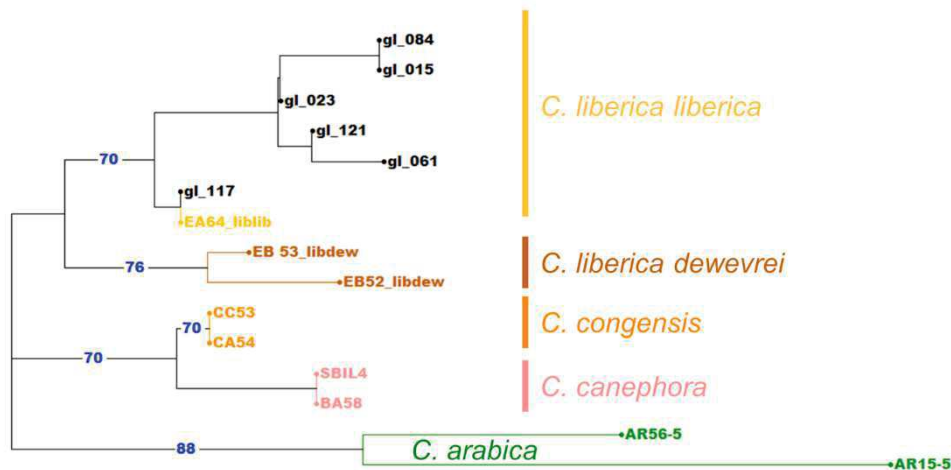 gl_084
gl_015
gl_023
C. liberica liberica
gl_121
gl_061
70
gl_117
EA64_liblib
EB 53_libdew
76
C. liberica dewevrei
EB52_libdew
CC53
70
C. congensis
CA54
70
SBIL4
C. canephora
BA58
AR56-5
88
C. arabica
AR15-5